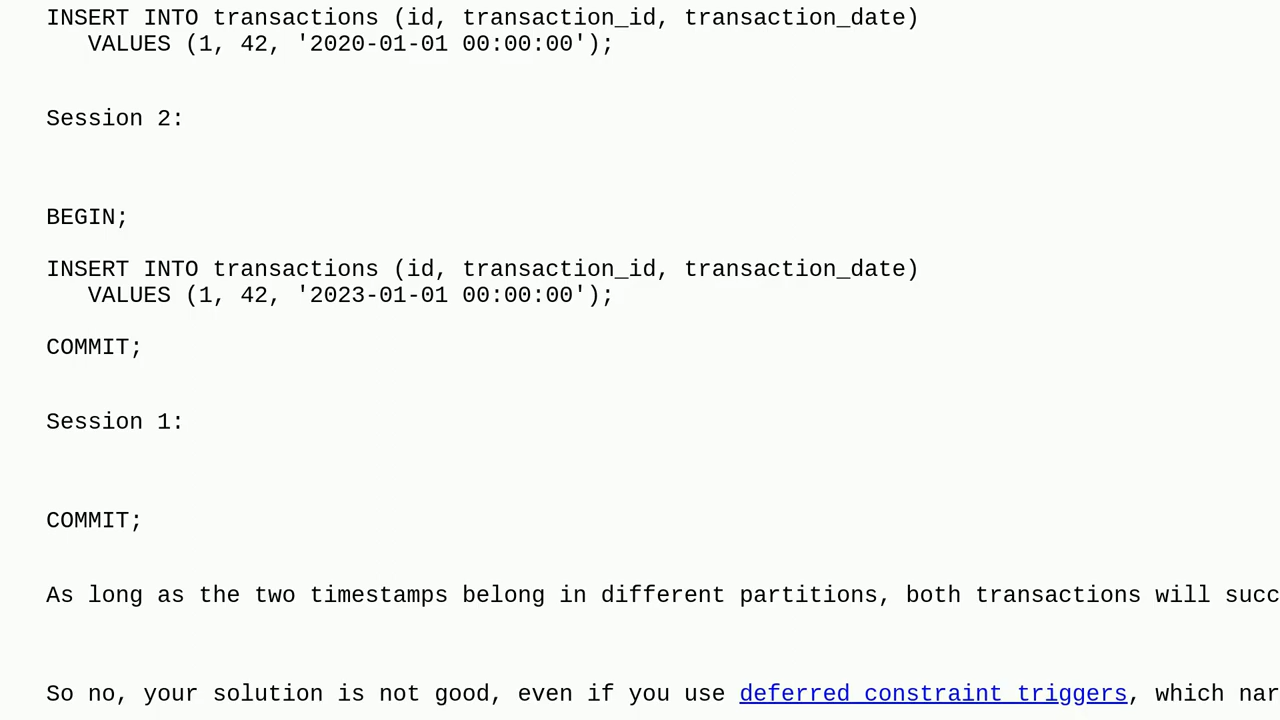 INSERT INTO transactions (id, transaction_id, transaction_date)
VALUES (1, 42, '2020-01-01 00:00:00');
Session 2:
BEGIN;
INSERT INTO transactions (id, transaction_id, transaction_date)
VALUES (1, 42, '2023-01-01 00:00:00');
COMMIT;
Session 1:
COMMIT;
As long as the two timestamps belong in different partitions, both transactions will
So no, your solution is not good, even if you use deferred constraint triggers, which